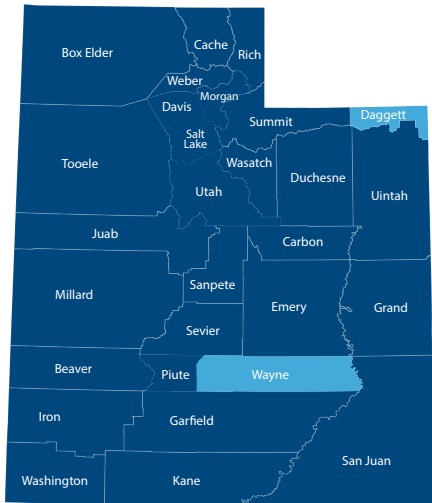 Cache
Box Elder
Rich
Weber
Morgan
Davis
Daggett
Summit
Salt
Lake
Tooele
Wasatch
Duchesne
Utah
Uintah
Juab
Carbon
Sanpete
Millard
Emery
Grand
Sevier
Beaver
Piute
Wayne
Iron
Garfield
San Juan
Washington
Kane